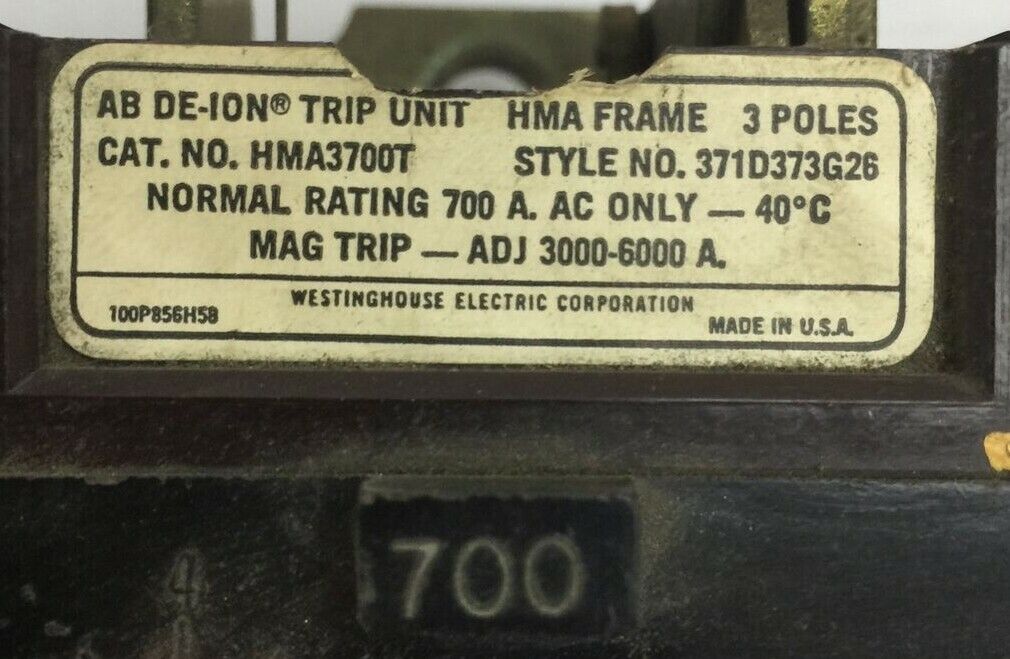 AB DE-ION® TRIP UNIT HMA FRAME 3 POLES
CAT. NO. HMA3700T STYLE NO. 371D373G26
NORMAL RATING 700 A. AC ONLY — 40°C
MAG TRIP — ADJ 3000-6000 A.
WESTINGHOUSE ELECTRIC CORPORATION
100P856H58 MADE IN U.S.A.
700